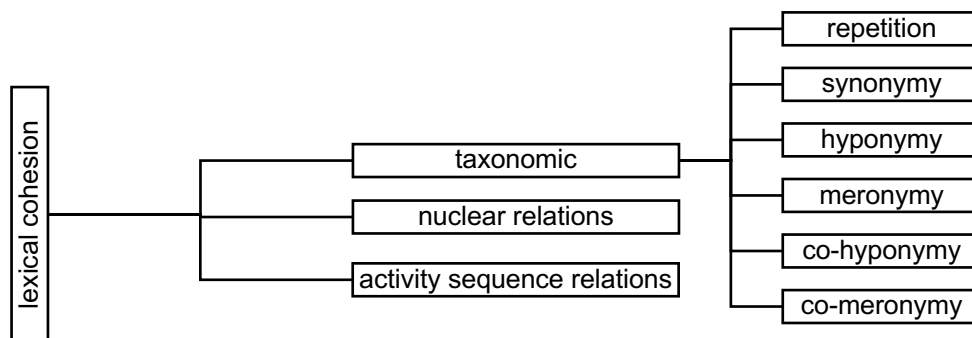 lexical cohesion
taxonomic
nuclear relations
activity sequence relations
repetition
synonymy
hyponymy
meronymy
co-hyponymy
co-meronymy